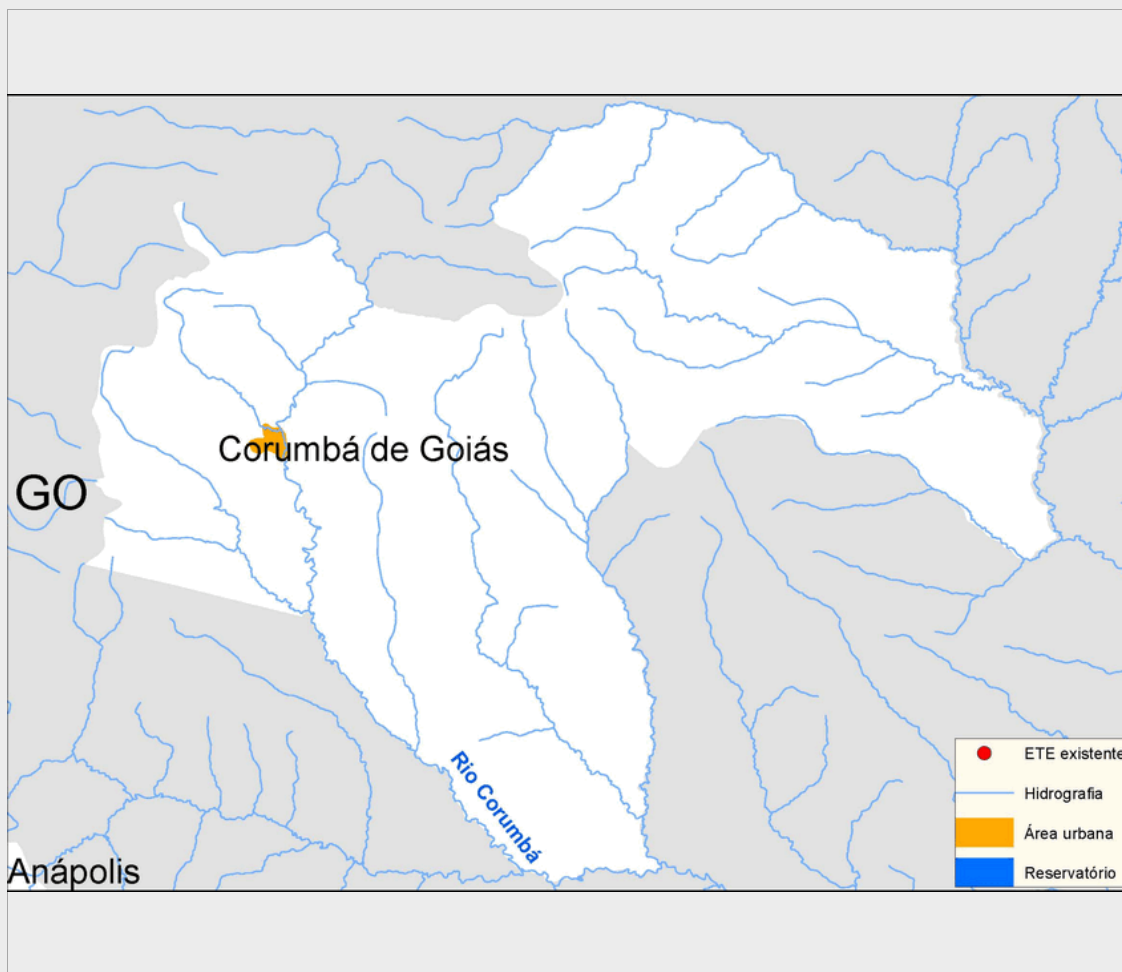 Corumbá de Goiás
GO
Rio Corumbá
Anápolis
ETE existente
Hidrografia
Área urbana
Reservatório